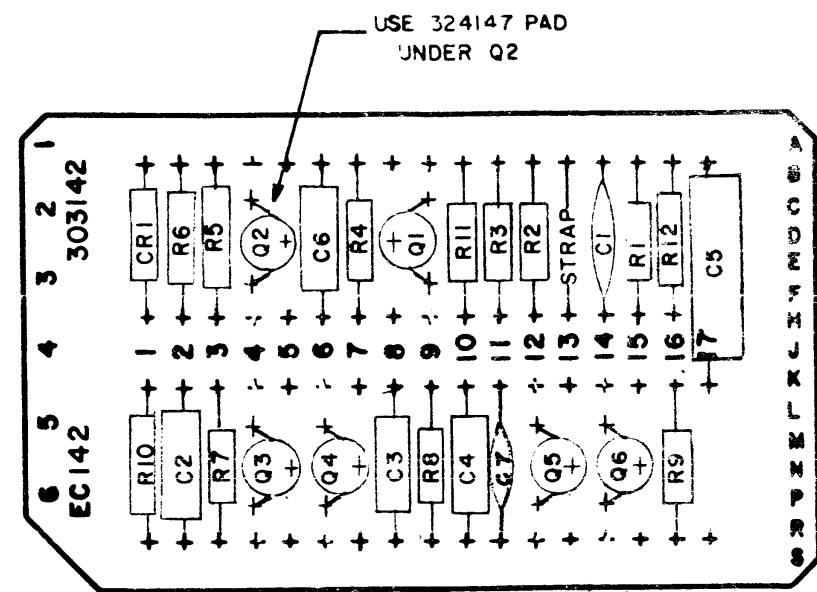 USE 324147 PAD
UNDER Q2
1 2 3 4 5 6
303142
EC142
CR1 R6 R5 Q2 C6 R4 Q1 R11 R3 R2 STRAP C1 R1 R12 C5
1 2 3 4 5 6 7 8 9 10 11 12 13 14 15 16 17
R10 C2 R7 Q3 Q4 C3 R8 C4 C7 Q5 Q6 R9
A
B
C
D
E
F
H
J
K
L
M
N
P
R
S